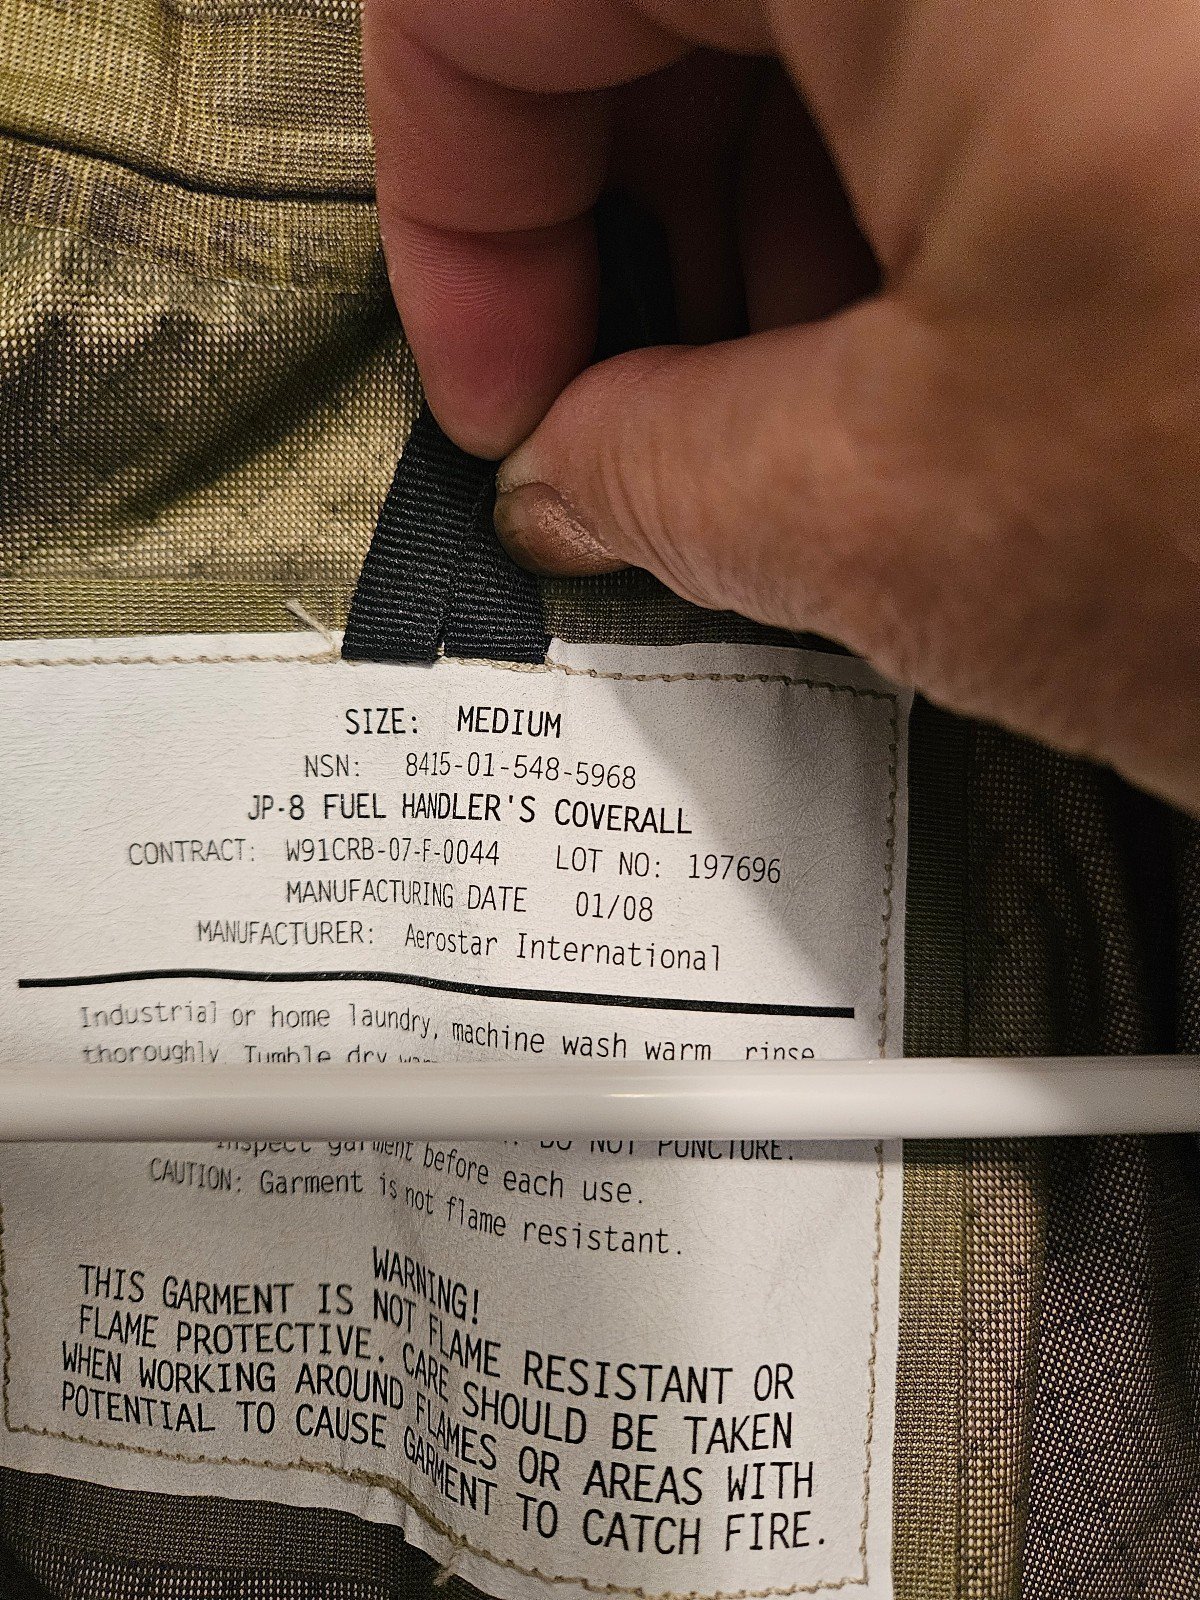 SIZE: MEDIUM
NSN: 8415-01-548-5968
JP-8 FUEL HANDLER'S COVERALL
CONTRACT: W91CRB-07-F-0044 LOT NO: 197696
MANUFACTURING DATE 01/08
MANUFACTURER: Aerostar International
Industrial or home laundry, machine wash warm, rinse
thoroughly. Tumble dry
Inspect garment DO NOT PUNCTURE.
before each use.
CAUTION: Garment is not flame resistant.
WARNING!
THIS GARMENT IS NOT FLAME RESISTANT OR
FLAME PROTECTIVE. CARE SHOULD BE TAKEN
WHEN WORKING AROUND FLAMES OR AREAS WITH
POTENTIAL TO CAUSE GARMENT TO CATCH FIRE.